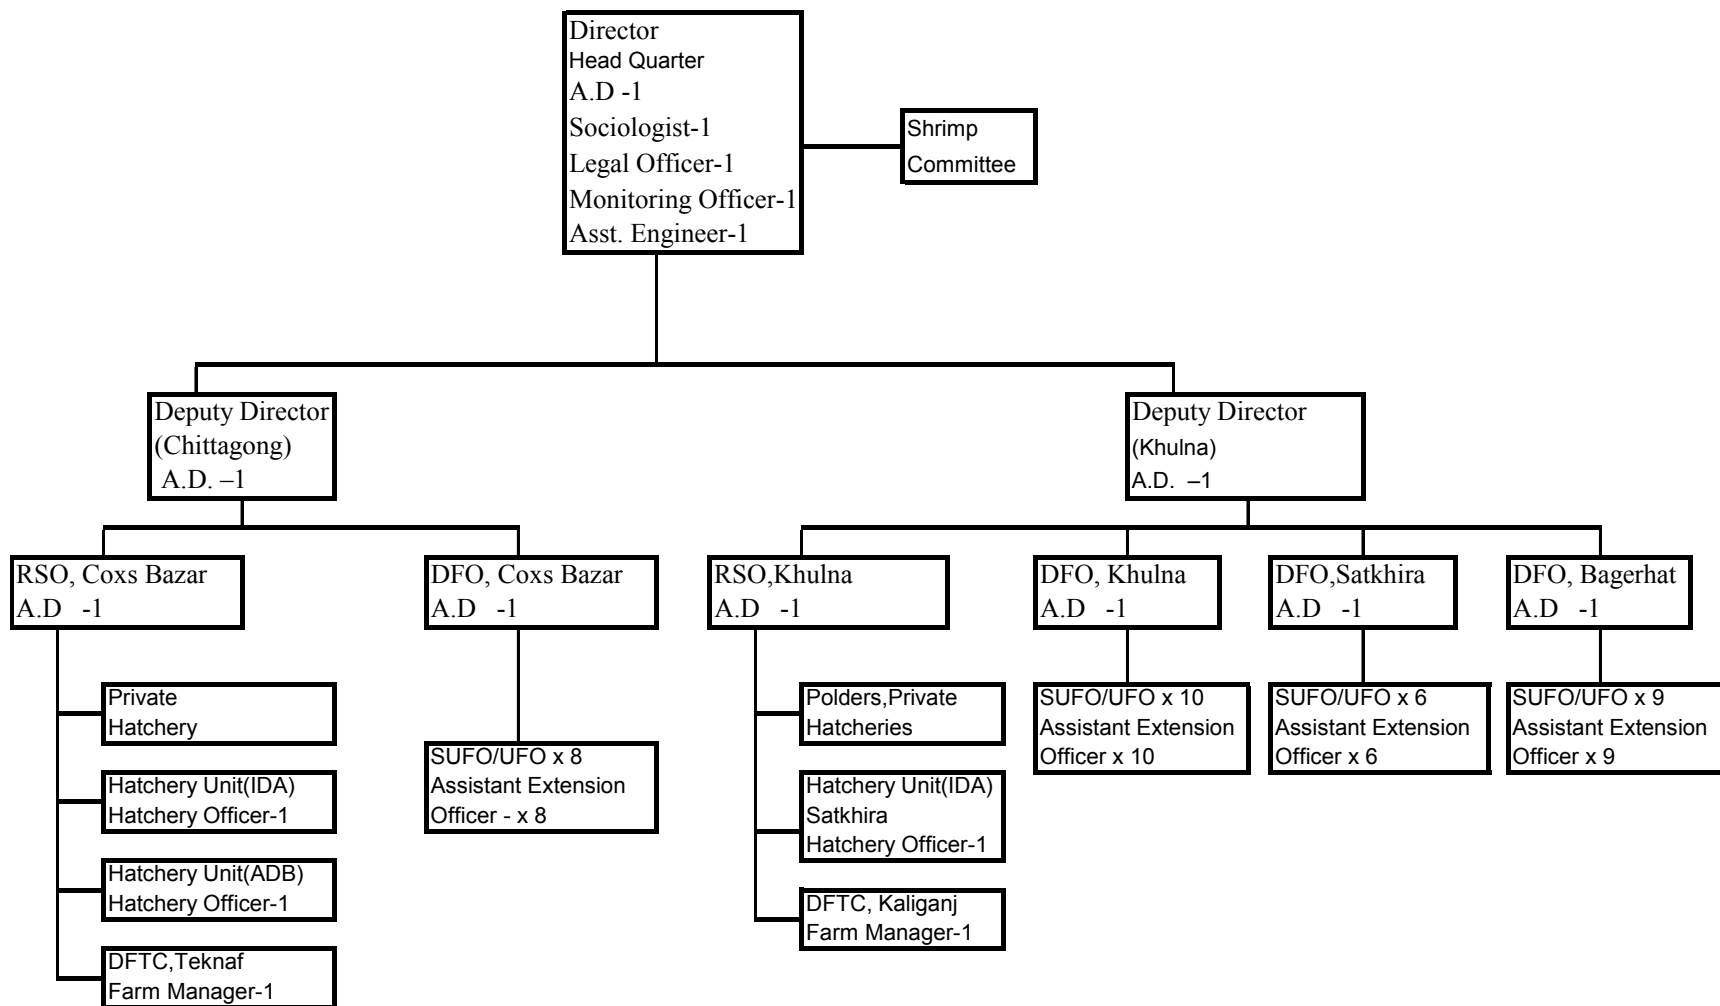 Director
Head Quarter
A.D -1
Sociologist-1
Legal Officer-1
Monitoring Officer-1
Asst. Engineer-1
Shrimp
Committee
Deputy Director
(Chittagong)
A.D. –1
Deputy Director
(Khulna)
A.D. –1
RSO, Coxs Bazar
A.D -1
DFO, Coxs Bazar
A.D -1
RSO,Khulna
A.D -1
DFO, Khulna
A.D -1
DFO,Satkhira
A.D -1
DFO, Bagerhat
A.D -1
Private
Hatchery
Hatchery Unit(IDA)
Hatchery Officer-1
Hatchery Unit(ADB)
Hatchery Officer-1
DFTC,Teknaf
Farm Manager-1
SUFO/UFO x 8
Assistant Extension
Officer - x 8
Polders,Private
Hatcheries
Hatchery Unit(IDA)
Satkhira
Hatchery Officer-1
DFTC, Kaliganj
Farm Manager-1
SUFO/UFO x 10
Assistant Extension
Officer x 10
SUFO/UFO x 6
Assistant Extension
Officer x 6
SUFO/UFO x 9
Assistant Extension
Officer x 9